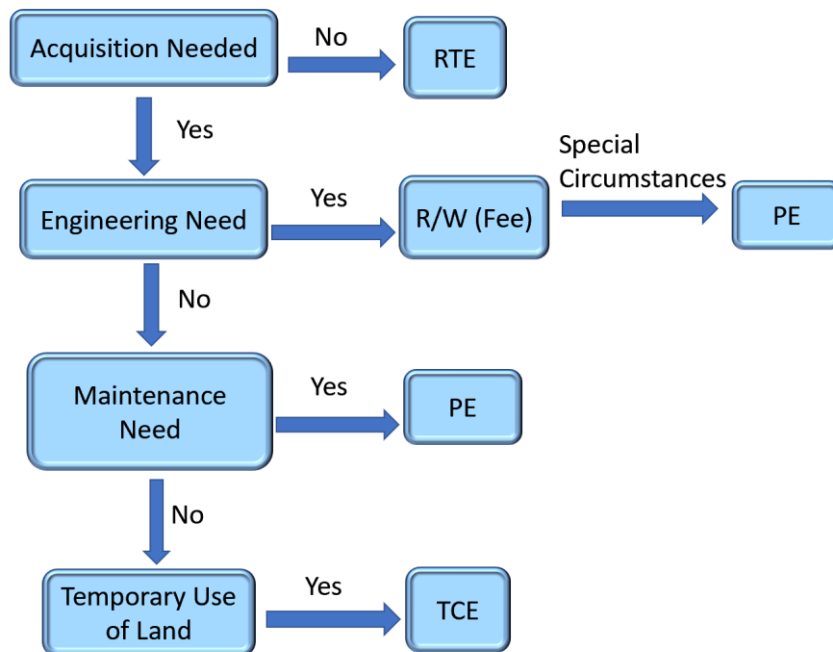 Acquisition Needed
No
RTE
Yes
Special
Circumstances
Engineering Need
Yes
R/W (Fee)
PE
No
Maintenance
Need
Yes
PE
No
Temporary Use
of Land
Yes
TCE